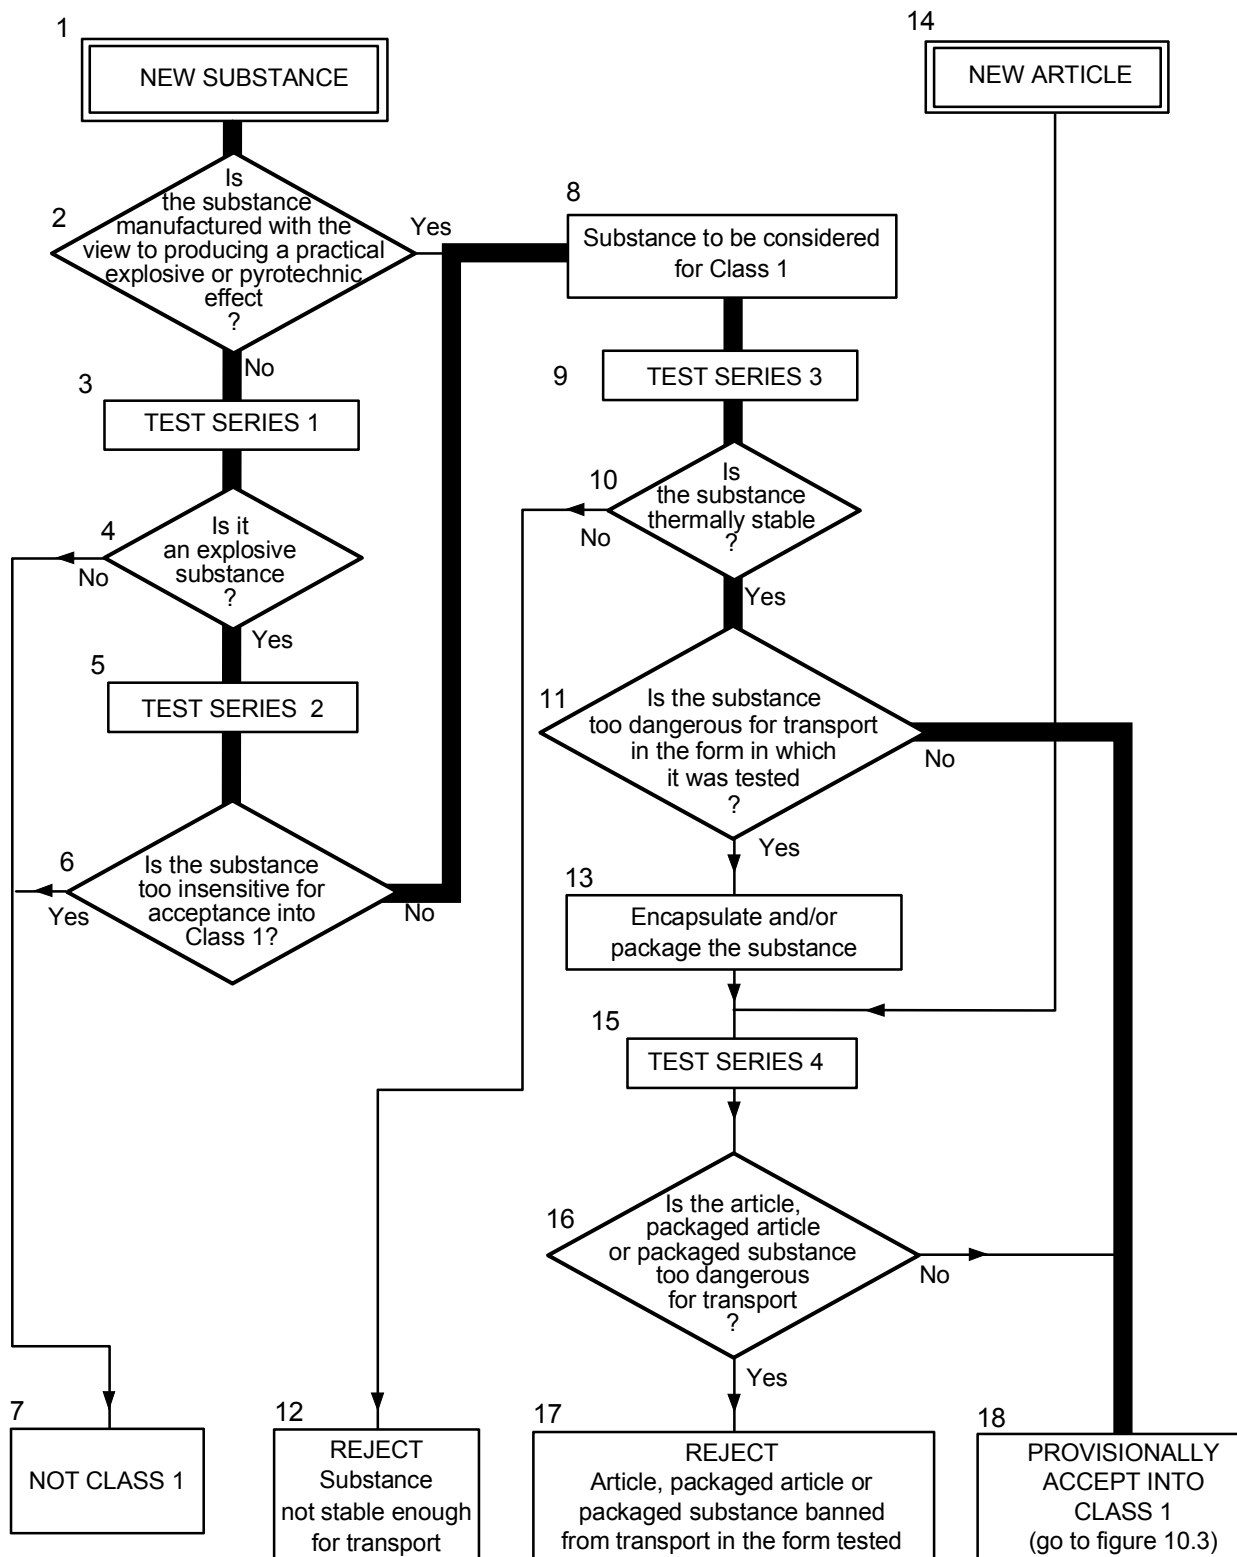 1
NEW SUBSTANCE
2
Is
the substance
manufactured with the
view to producing a practical
explosive or pyrotechnic
effect
?
Yes
No
3
TEST SERIES 1
4
Is it
an explosive
substance
?
No
Yes
5
TEST SERIES 2
6
Is the substance
too insensitive for
acceptance into
Class 1?
Yes
No
7
NOT CLASS 1
8
Substance to be considered
for Class 1
9
TEST SERIES 3
10
Is
the substance
thermally stable
?
No
Yes
11
Is the substance
too dangerous for transport
in the form in which
it was tested
?
No
Yes
12
REJECT
Substance
not stable enough
for transport
13
Encapsulate and/or
package the substance
14
NEW ARTICLE
15
TEST SERIES 4
16
Is the article,
packaged article
or packaged substance
too dangerous
for transport
?
No
Yes
17
REJECT
Article, packaged article or
packaged substance banned
from transport in the form tested
18
PROVISIONALLY
ACCEPT INTO
CLASS 1
(go to figure 10.3)